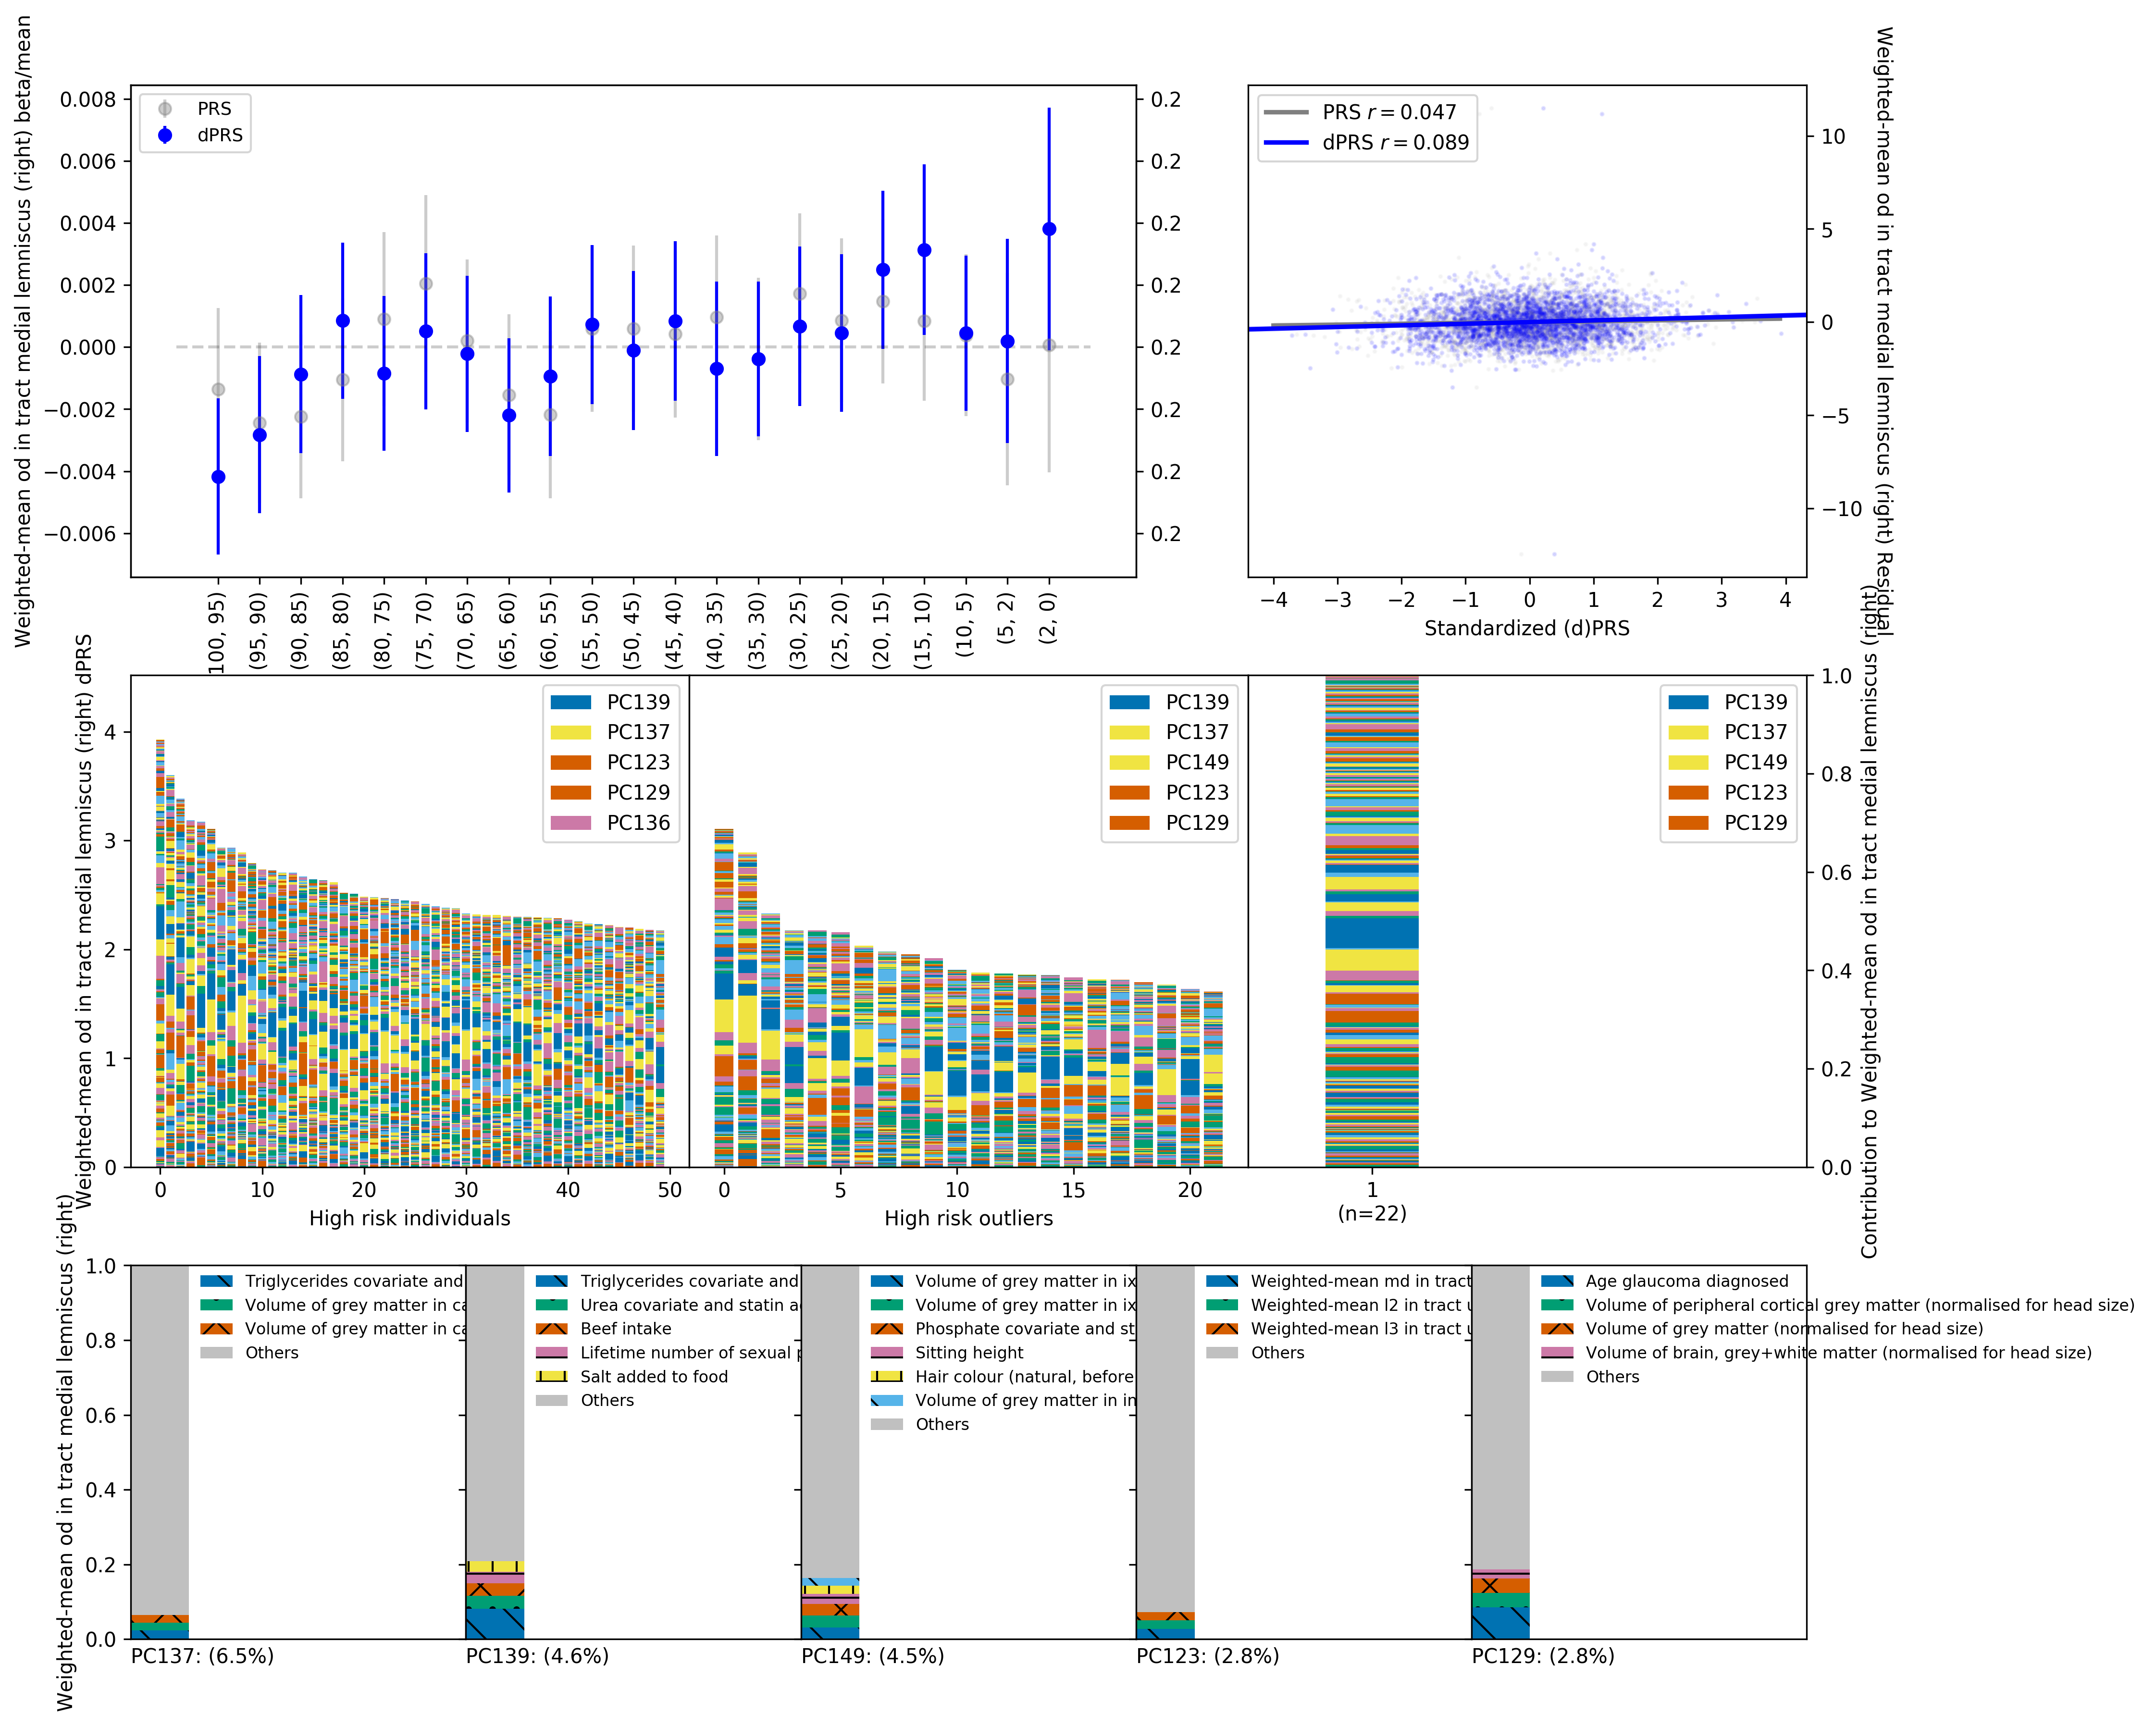 Weighted-mean od in tract medial lemniscus (right) beta/mean
0.008
0.006
0.004
0.002
0.000
−0.002
−0.004
−0.006
PRS
dPRS
0.2
0.2
0.2
0.2
0.2
0.2
0.2
0.2
100, 95)
(95, 90)
(90, 85)
(85, 80)
(80, 75)
(75, 70)
(70, 65)
(65, 60)
(60, 55)
(55, 50)
(50, 45)
(45, 40)
(40, 35)
(35, 30)
(30, 25)
(25, 20)
(20, 15)
(15, 10)
(10, 5)
(5, 2)
(2, 0)
PRS r = 0.047
dPRS r = 0.089
10
5
0
−5
−10
Weighted-mean od in tract medial lemniscus (right) Residual
−4
−3
−2
−1
0
1
2
3
4
Standardized (d)PRS
Weighted-mean od in tract medial lemniscus (right) dPRS
4
3
2
1
0
PC139
PC137
PC123
PC129
PC136
0
10
20
30
40
50
High risk individuals
PC139
PC137
PC149
PC123
PC129
0
5
10
15
20
High risk outliers
PC139
PC137
PC149
PC123
PC129
1
(n=22)
1.0
0.8
0.6
0.4
0.2
0.0
Contribution to Weighted-mean od in tract medial lemniscus (right)
Weighted-mean od in tract medial lemniscus (right)
1.0
0.8
0.6
0.4
0.2
0.0
Triglycerides covariate and
Volume of grey matter in ca
Volume of grey matter in ca
Others
PC137: (6.5%)
Triglycerides covariate and
Urea covariate and statin a
Beef intake
Lifetime number of sexual p
Salt added to food
Others
PC139: (4.6%)
Volume of grey matter in ix
Volume of grey matter in ix
Phosphate covariate and st
Sitting height
Hair colour (natural, before
Volume of grey matter in in
Others
PC149: (4.5%)
Weighted-mean md in tract
Weighted-mean l2 in tract u
Weighted-mean l3 in tract u
Others
PC123: (2.8%)
Age glaucoma diagnosed
Volume of peripheral cortical grey matter (normalised for head size)
Volume of grey matter (normalised for head size)
Volume of brain, grey+white matter (normalised for head size)
Others
PC129: (2.8%)